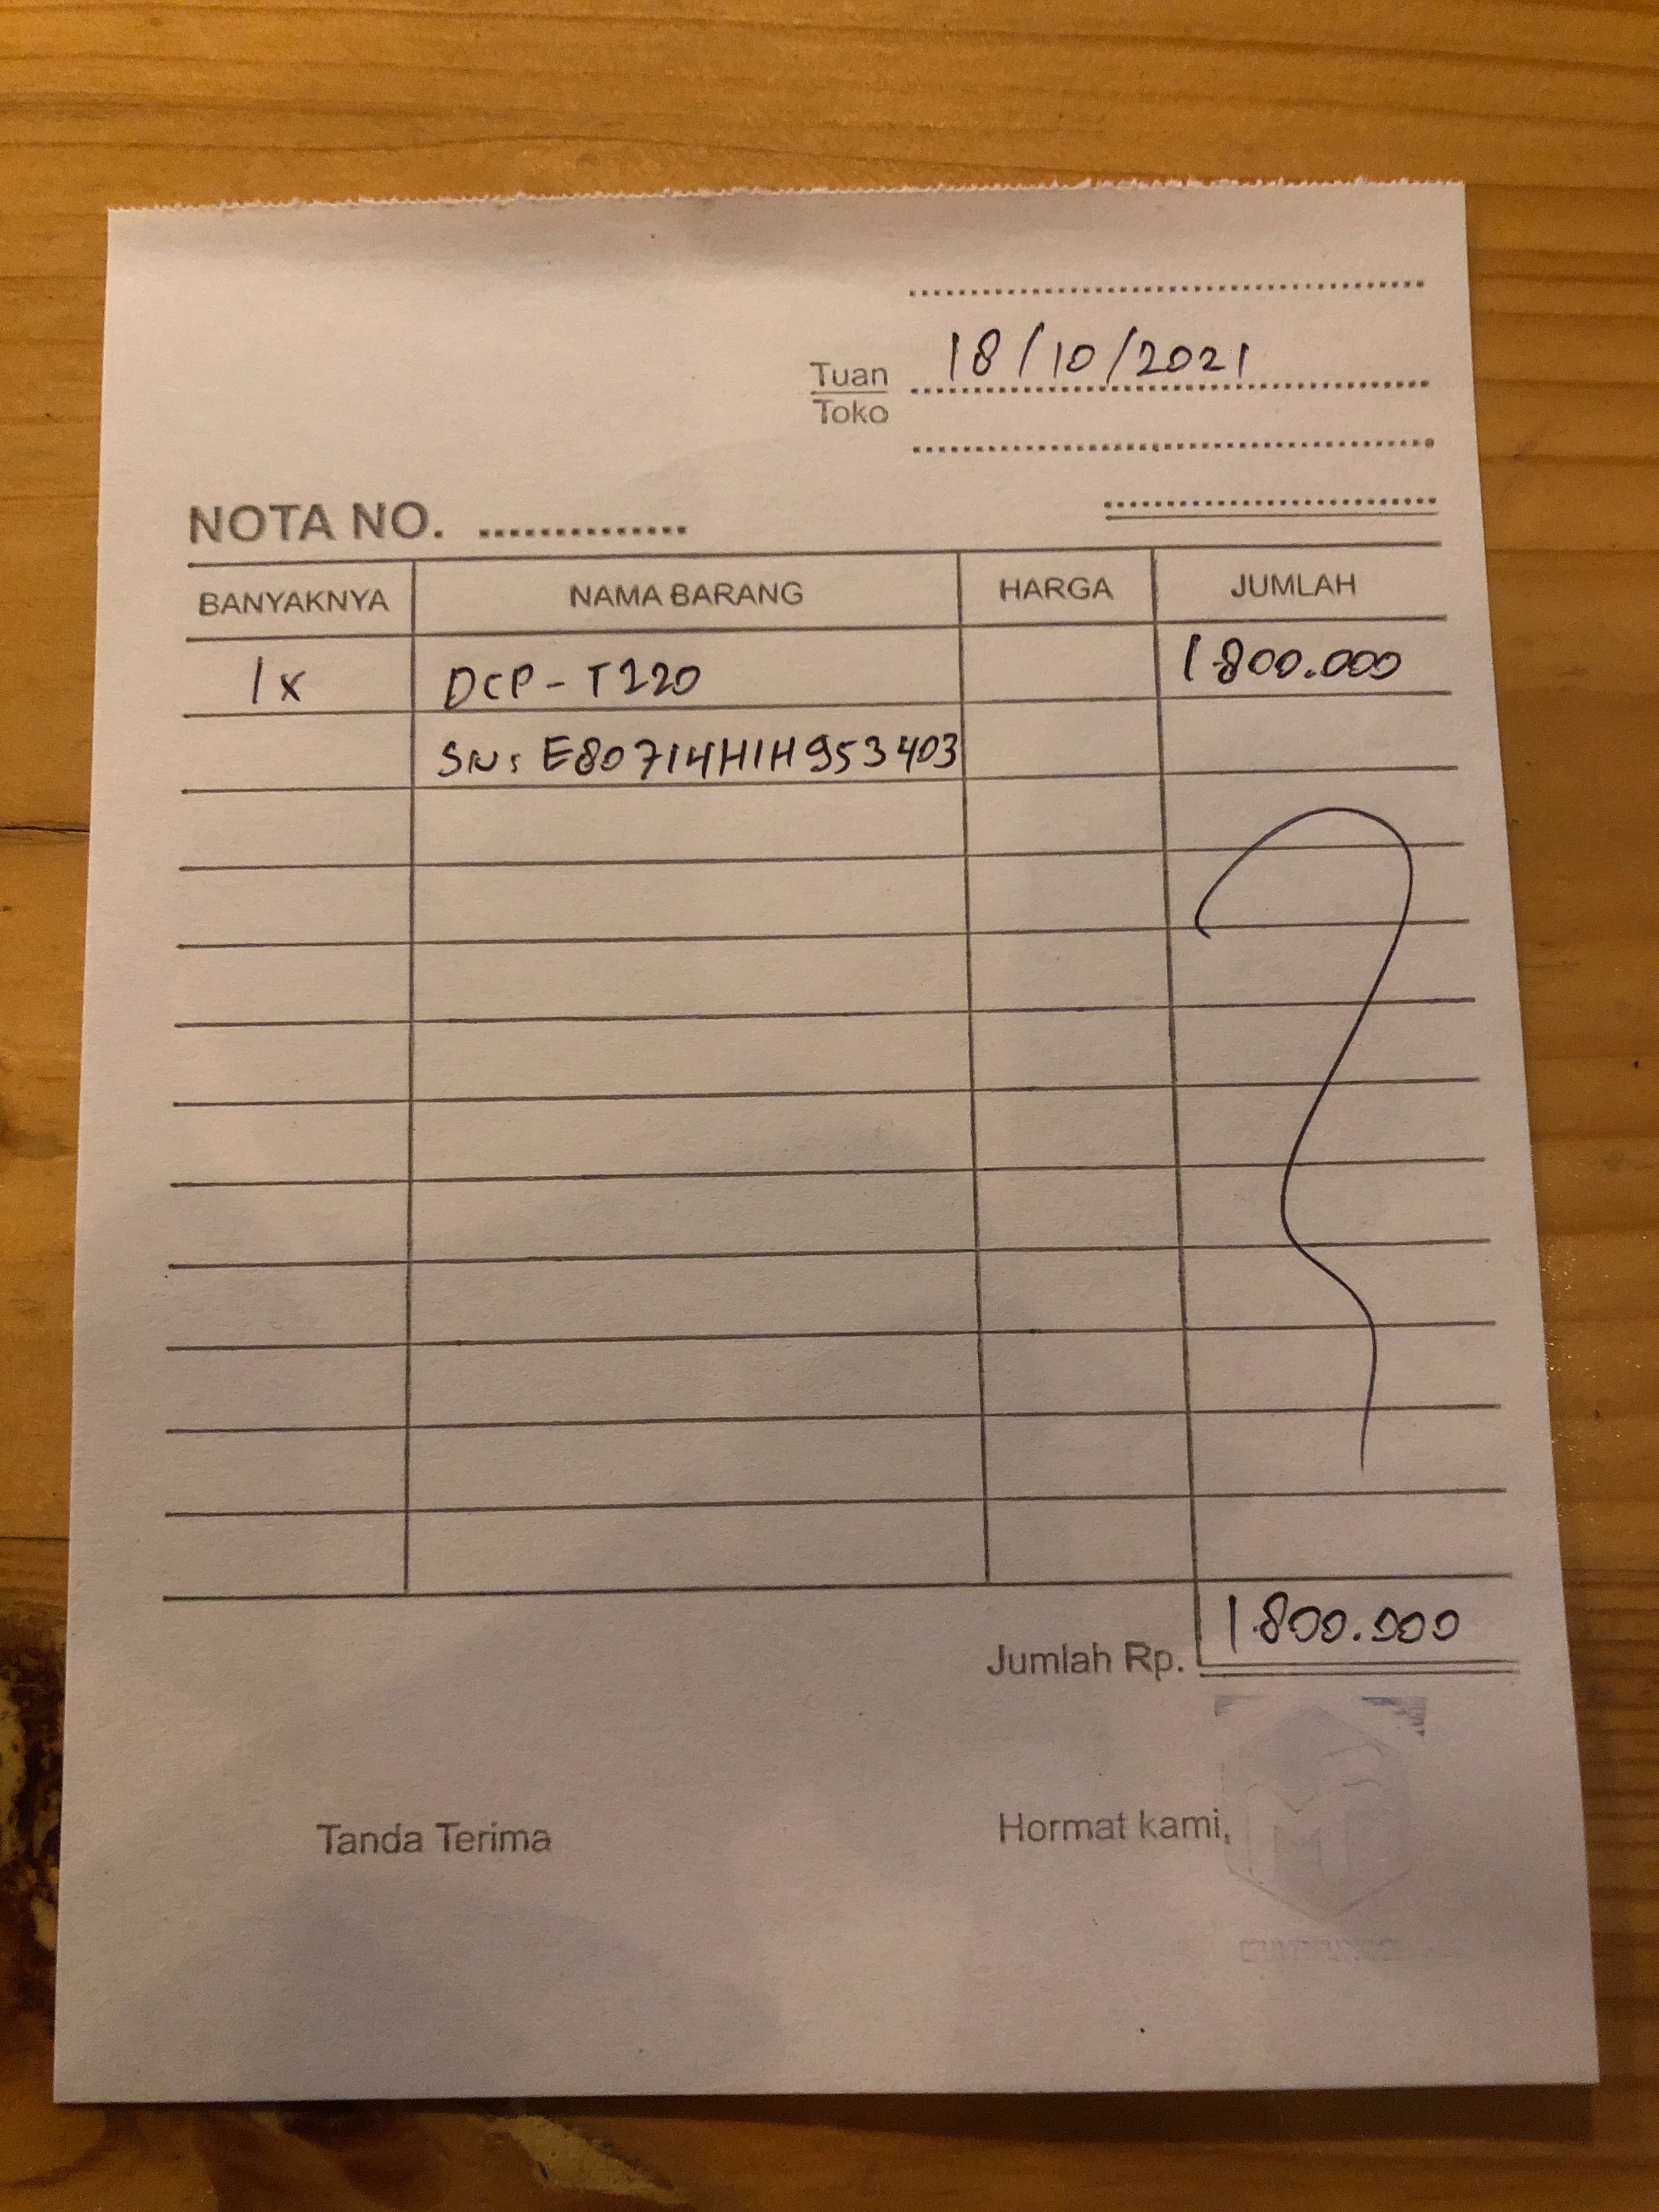 18/10/2021
Tuan
Toko
NOTA NO. ..............
BANYAKNYA NAMA BARANG HARGA JUMLAH
1x DCP-T220 1.800.000
SN: E80714H1H953403
Jumlah Rp. 1.800.000
Tanda Terima Hormat kami,